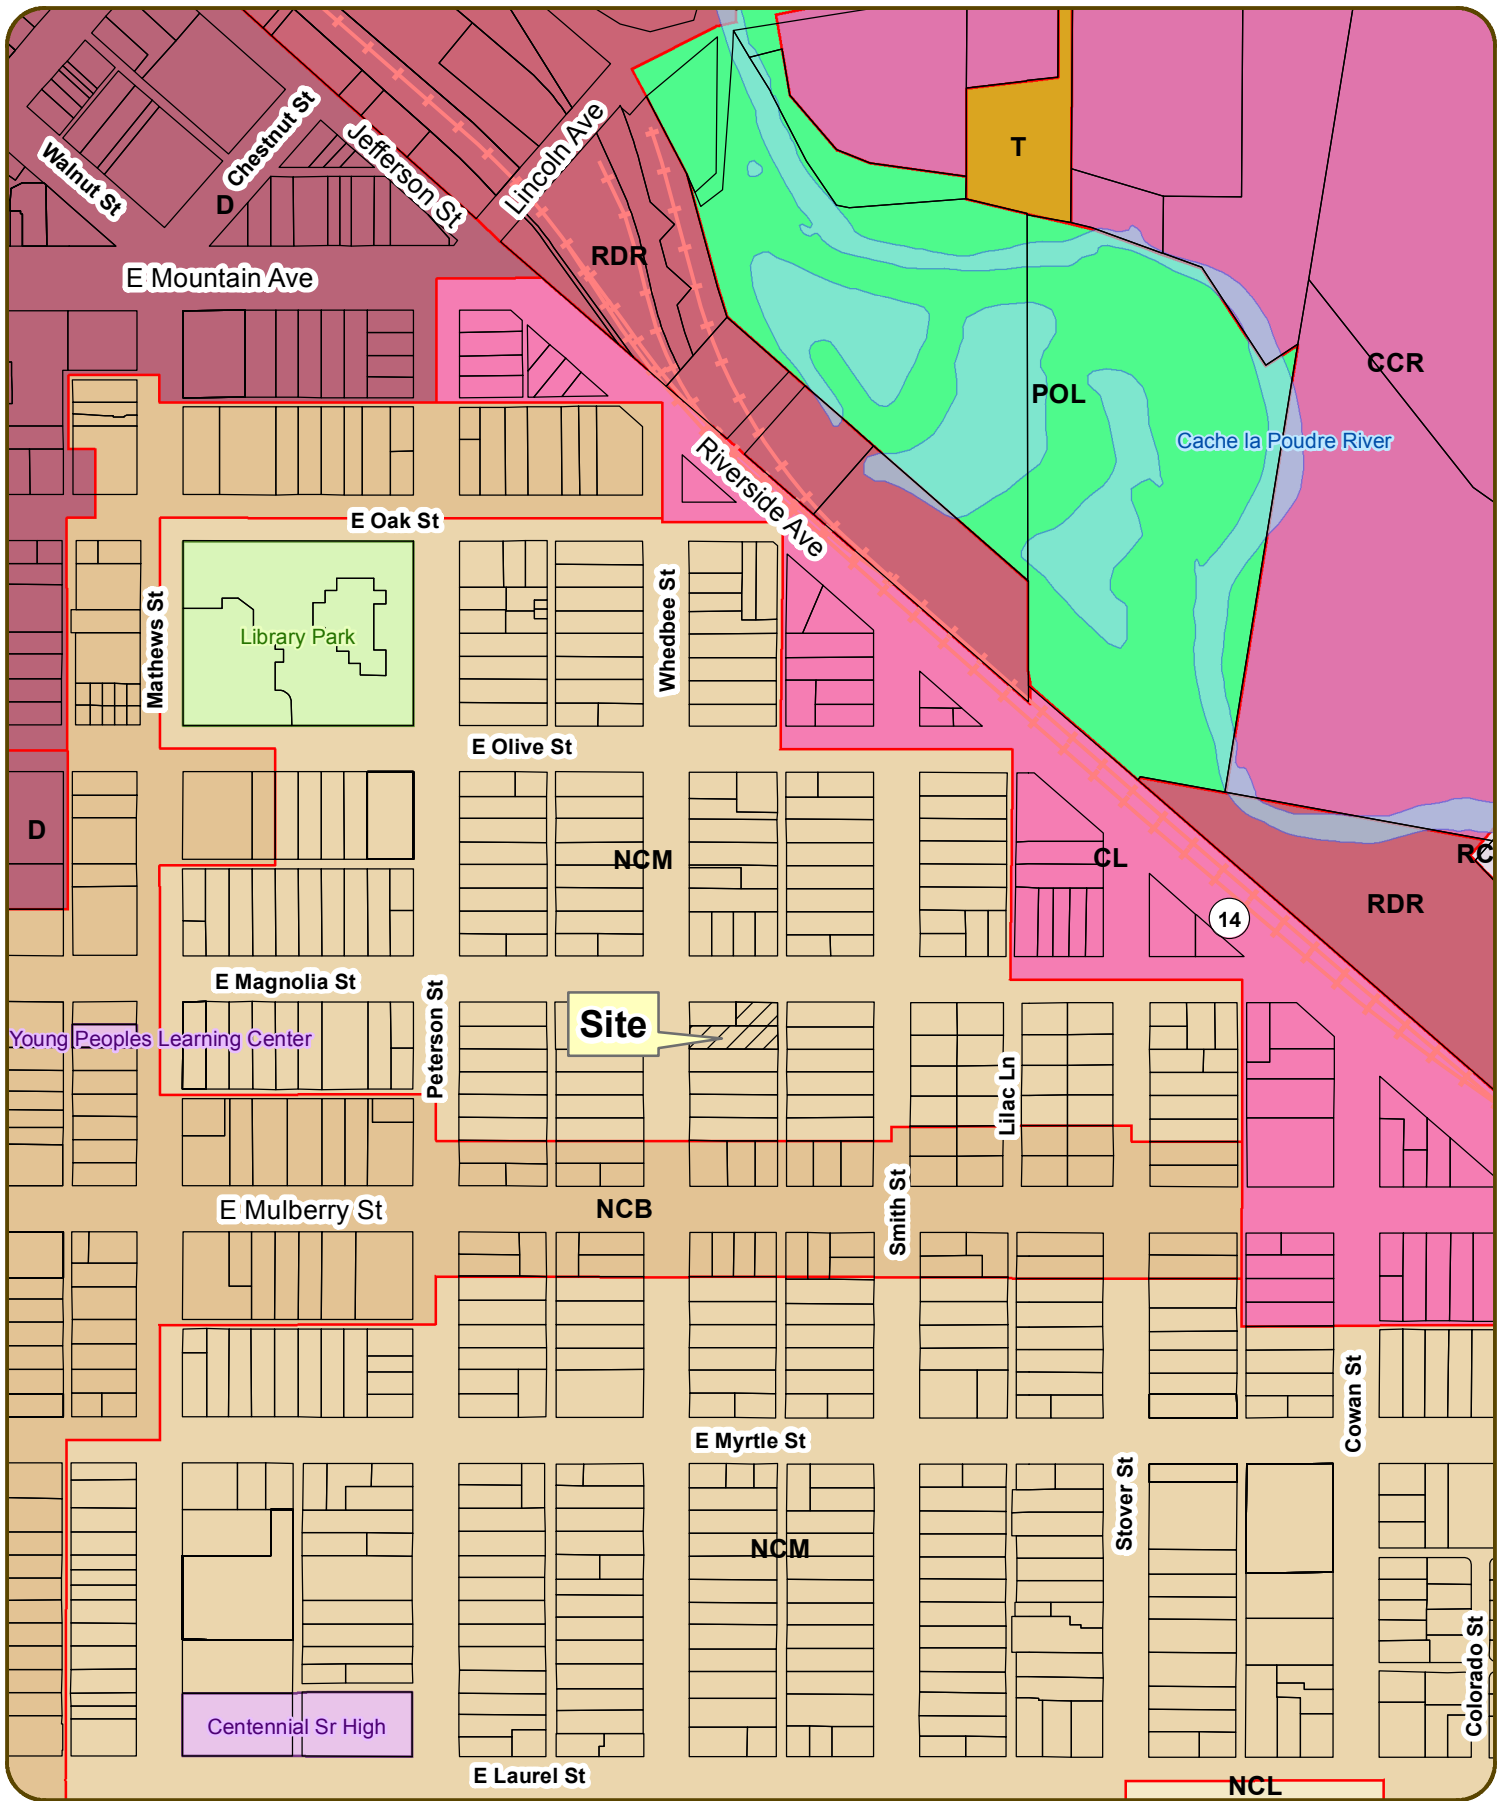 Walnut St
Chestnut St
D
Jefferson St
Lincoln Ave
T
RDR
E Mountain Ave
CCR
POL
Cache la Poudre River
Riverside Ave
E Oak St
Mathews St
Library Park
Whedbee St
E Olive St
D
NCM
CL
RC
RDR
14
E Magnolia St
Peterson St
Site
Young Peoples Learning Center
Lilac Ln
E Mulberry St
NCB
Smith St
Cowan St
E Myrtle St
Stover St
NCM
Colorado St
Centennial Sr High
E Laurel St
NCL